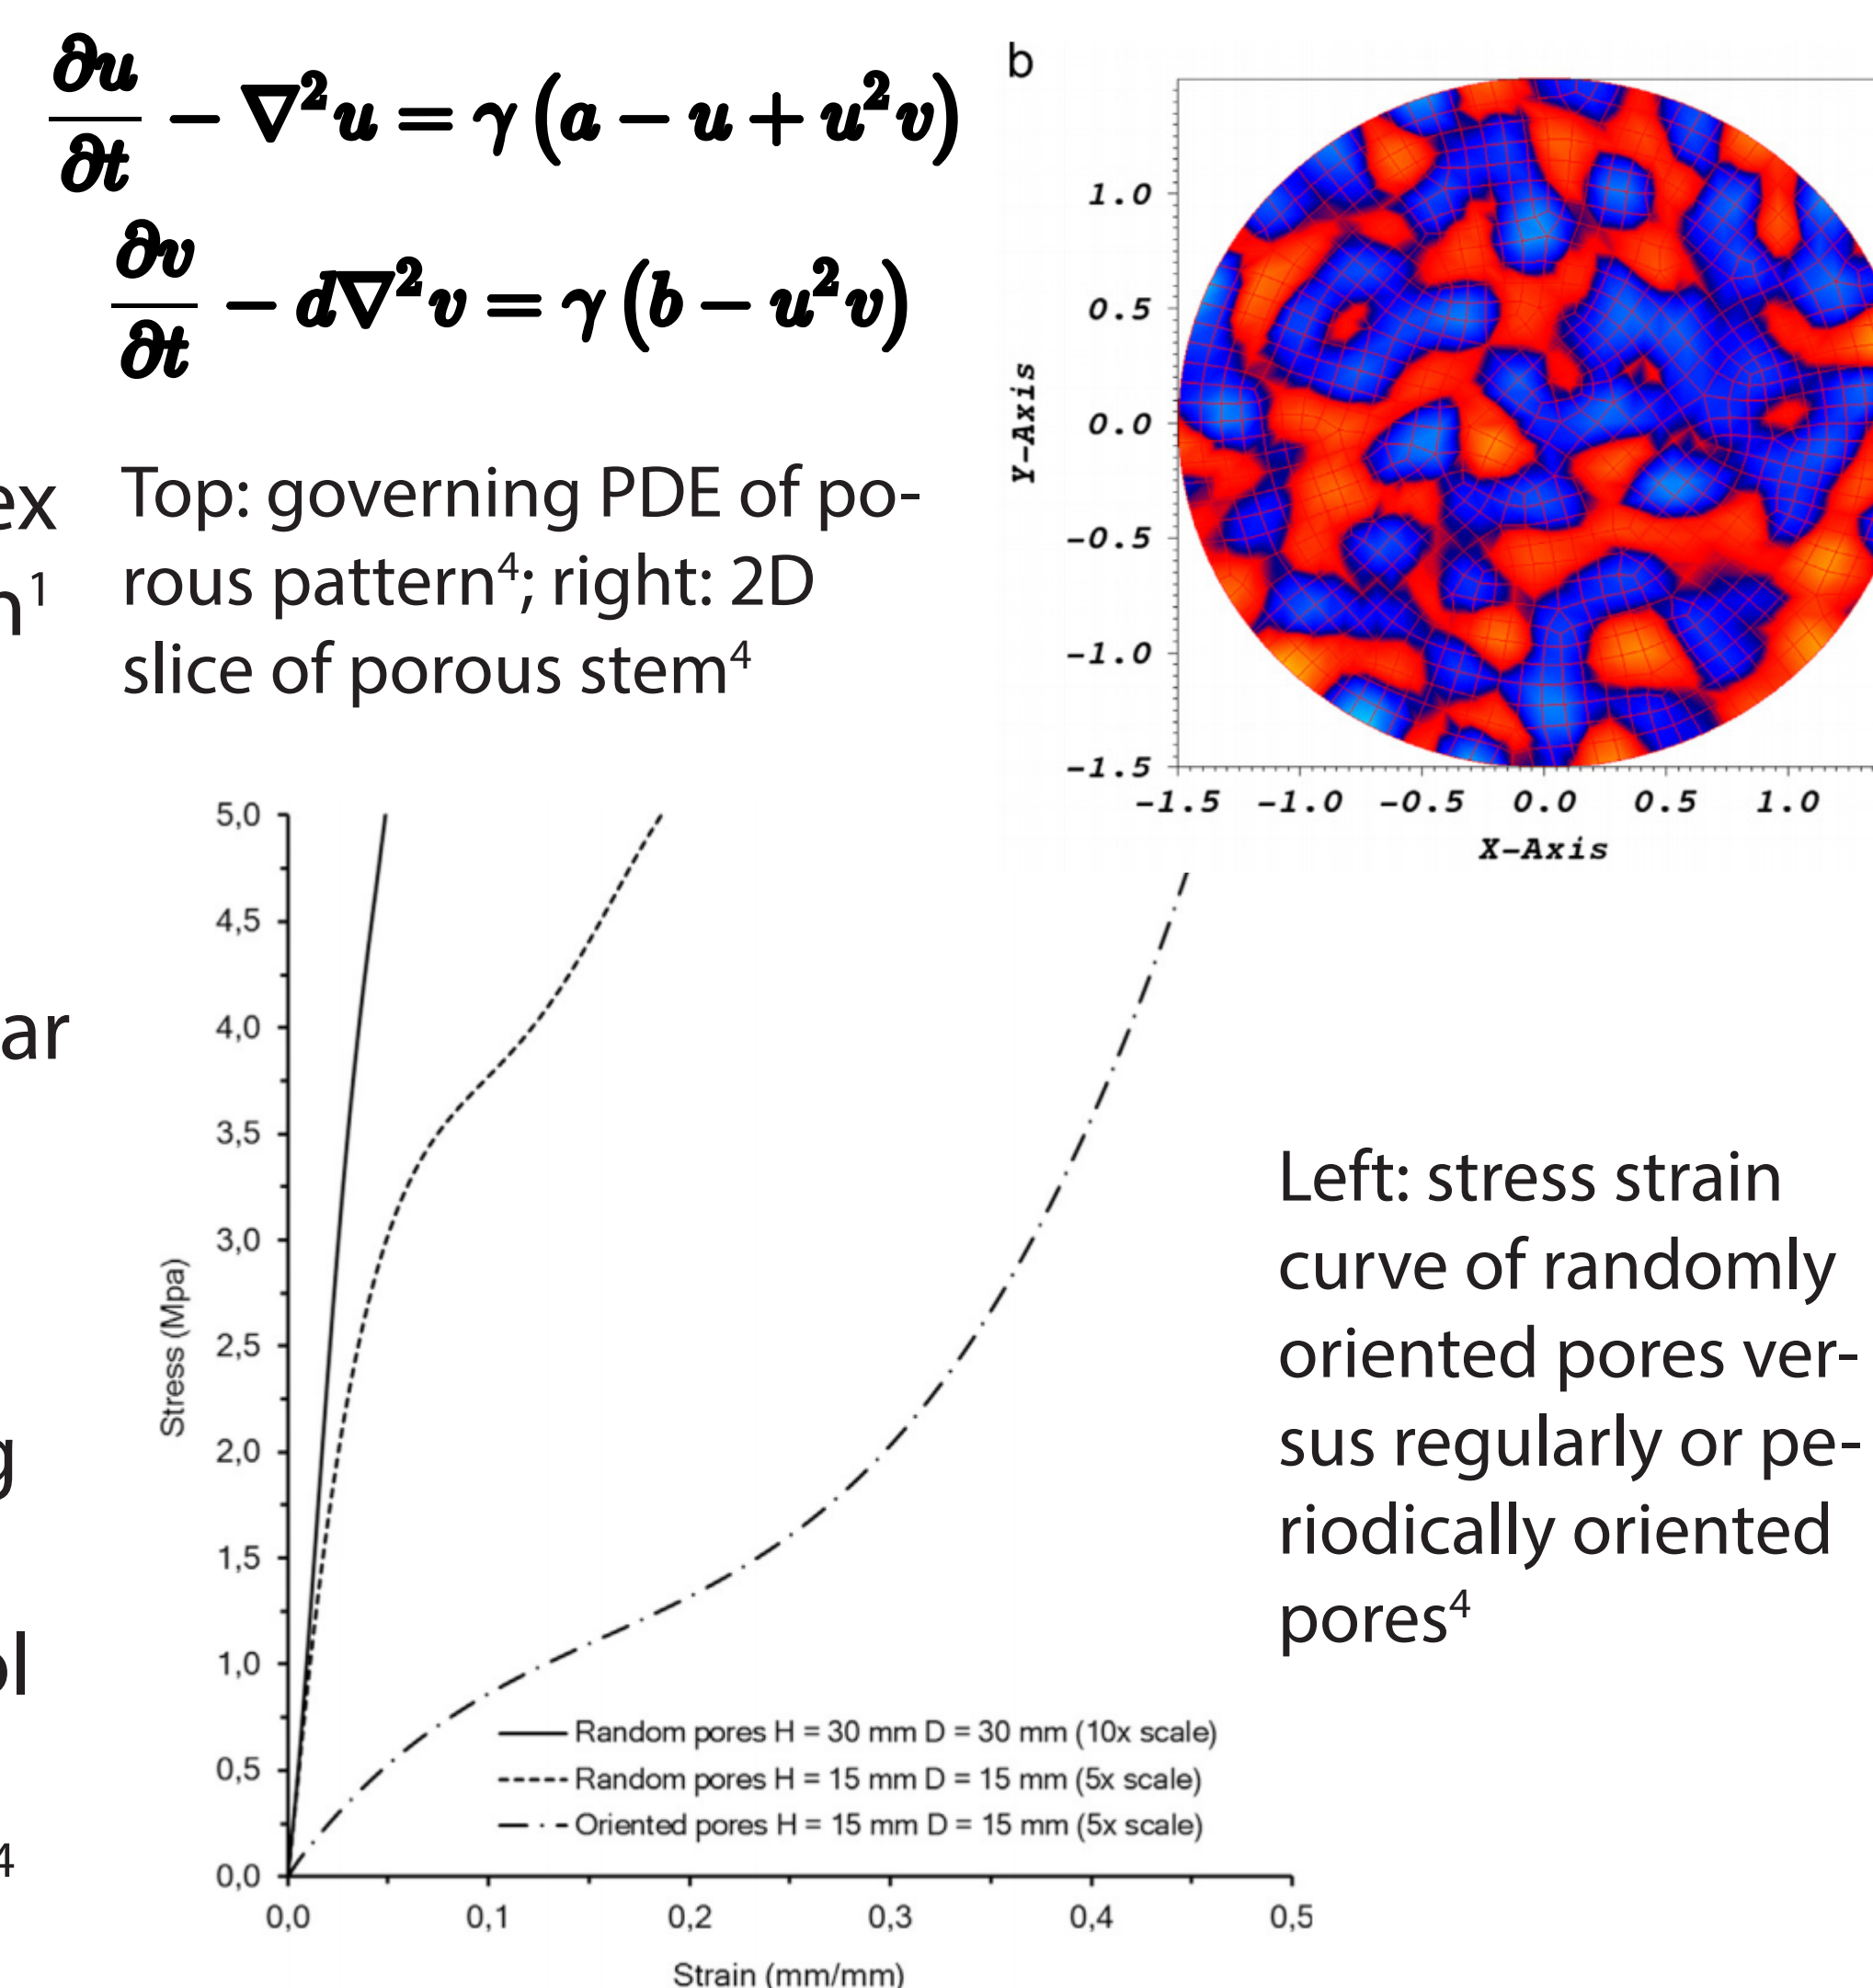 ∂u/∂t − ∇²u = γ(a − u + u²v)
∂v/∂t − d∇²v = γ(b − u²v)
ex
n¹
Top: governing PDE of po-
rous pattern⁴; right: 2D
slice of porous stem⁴
b
1.0
0.5
0.0
-0.5
-1.0
-1.5
Y-Axis
-1.5 -1.0 -0.5 0.0 0.5 1.0
X-Axis
ar
g
ol
4
5,0
4,5
4,0
3,5
3,0
2,5
2,0
1,5
1,0
0,5
0,0
Stress (Mpa)
Random pores H = 30 mm D = 30 mm (10x scale)
Random pores H = 15 mm D = 15 mm (5x scale)
Oriented pores H = 15 mm D = 15 mm (5x scale)
0,0 0,1 0,2 0,3 0,4 0,5
Strain (mm/mm)
Left: stress strain
curve of randomly
oriented pores ver-
sus regularly or pe-
riodically oriented
pores⁴